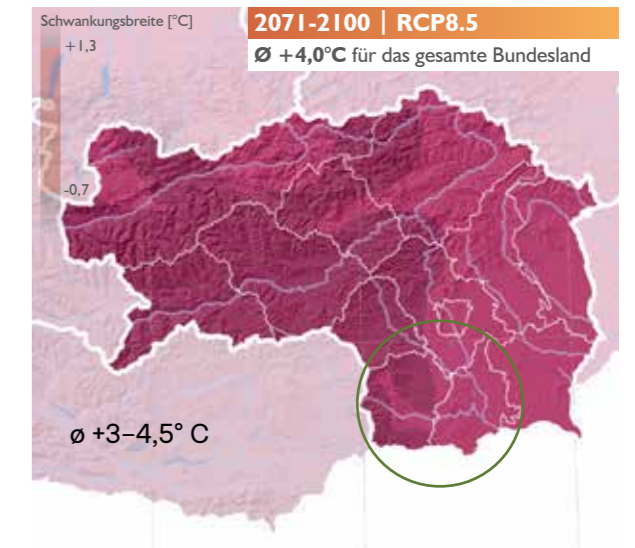 Schwankungsbreite [°C]
+1,3
-0,7
2071-2100 | RCP8.5
Ø +4,0°C für das gesamte Bundesland
ø +3–4,5° C